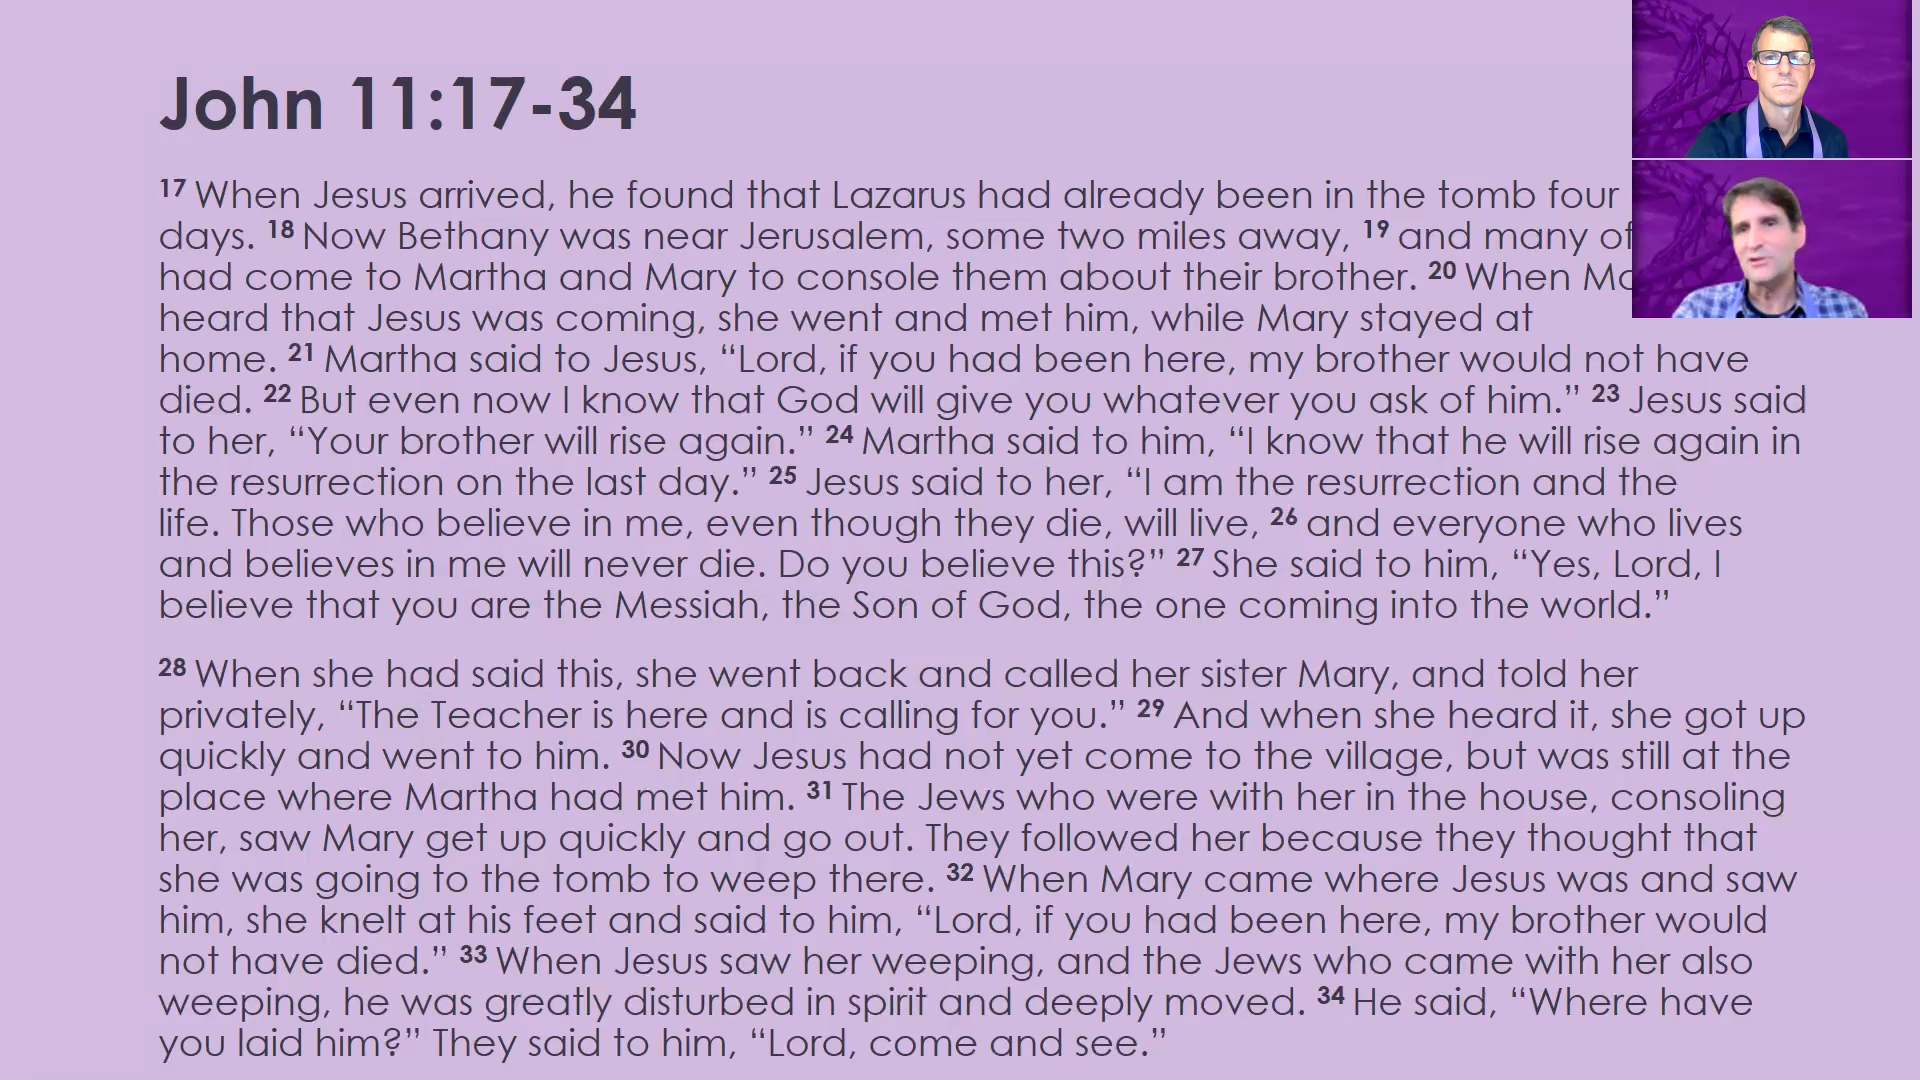 John 11:17-34
17 When Jesus arrived, he found that Lazarus had already been in the tomb four
days. 18 Now Bethany was near Jerusalem, some two miles away, 19 and many of
had come to Martha and Mary to console them about their brother. 20 When
heard that Jesus was coming, she went and met him, while Mary stayed at
home. 21 Martha said to Jesus, “Lord, if you had been here, my brother would not have
died. 22 But even now I know that God will give you whatever you ask of him.” 23 Jesus said
to her, “Your brother will rise again.” 24 Martha said to him, “I know that he will rise again in
the resurrection on the last day.” 25 Jesus said to her, “I am the resurrection and the
life. Those who believe in me, even though they die, will live, 26 and everyone who lives
and believes in me will never die. Do you believe this?” 27 She said to him, “Yes, Lord, I
believe that you are the Messiah, the Son of God, the one coming into the world.”
28 When she had said this, she went back and called her sister Mary, and told her
privately, “The Teacher is here and is calling for you.” 29 And when she heard it, she got up
quickly and went to him. 30 Now Jesus had not yet come to the village, but was still at the
place where Martha had met him. 31 The Jews who were with her in the house, consoling
her, saw Mary get up quickly and go out. They followed her because they thought that
she was going to the tomb to weep there. 32 When Mary came where Jesus was and saw
him, she knelt at his feet and said to him, “Lord, if you had been here, my brother would
not have died.” 33 When Jesus saw her weeping, and the Jews who came with her also
weeping, he was greatly disturbed in spirit and deeply moved. 34 He said, “Where have
you laid him?” They said to him, “Lord, come and see.”